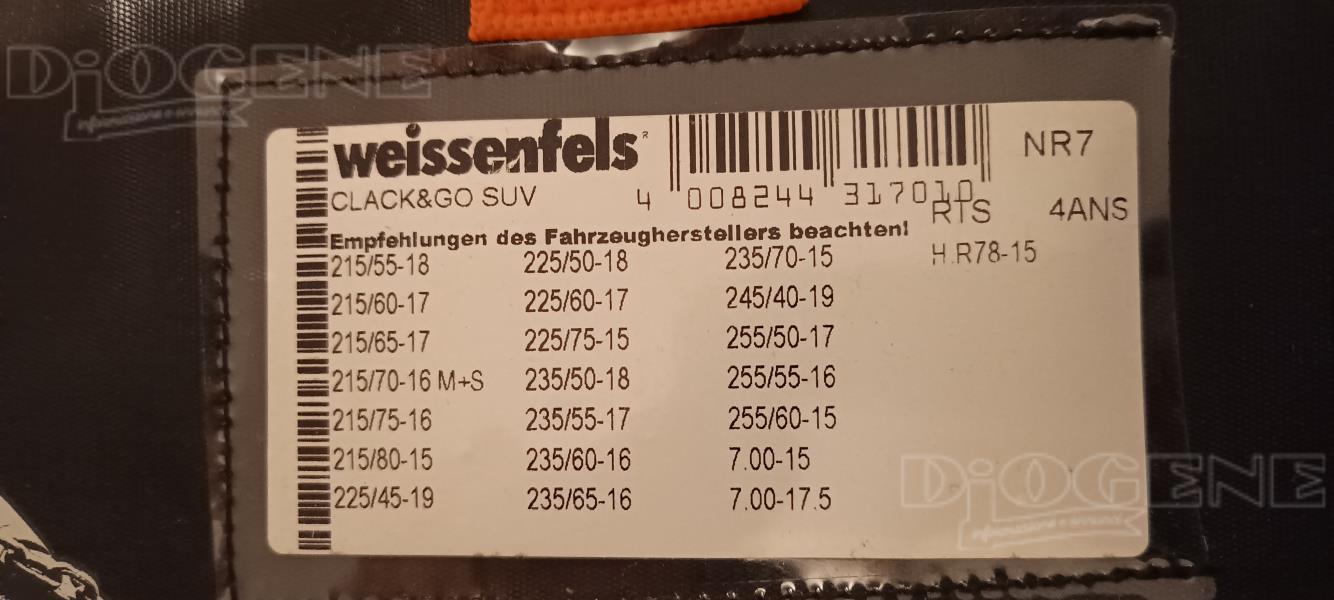 DiOGENE
informazione e annunci
weissenfels
NR7
CLACK&GO SUV
4 008244 317010
RTS 4ANS
Empfehlungen des Fahrzeugherstellers beachten!
215/55-18 225/50-18 235/70-15 H.R78-15
215/60-17 225/60-17 245/40-19
215/65-17 225/75-15 255/50-17
215/70-16 M+S 235/50-18 255/55-16
215/75-16 235/55-17 255/60-15
215/80-15 235/60-16 7.00-15
225/45-19 235/65-16 7.00-17.5
DiOGENE
informazione e annunci